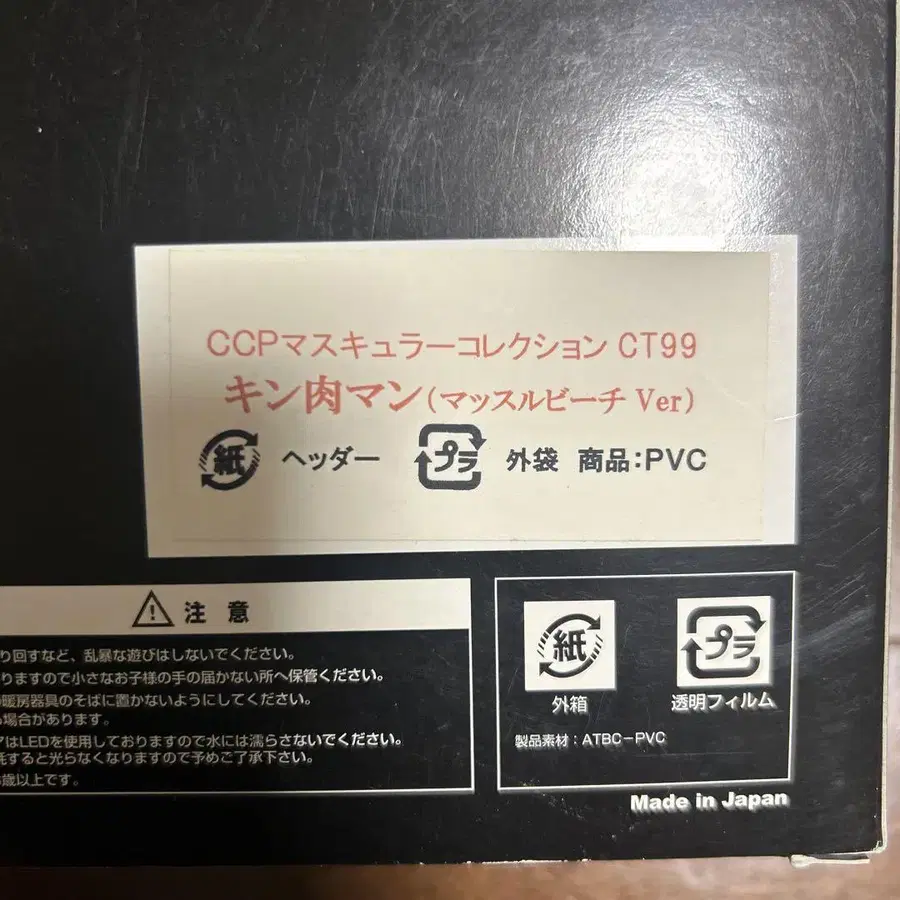 CCPマスキュラーコレクション CT99
キン肉マン(マッスルビーチ Ver)
紙 ヘッダー プラ 外袋 商品:PVC
注意
り回すなど、乱暴な遊びはしないでください。
りますので小さなお子様の手の届かない所へ保管ください。
暖房器具のそばに置かないようにしてください。
場合があります。
アはLEDを使用しておりますので水には濡らさないでください。
すると光らなくなりますので予めご了承下さい。
歳以上です。
紙 プラ
外箱 透明フィルム
製品素材:ATBC-PVC
Made in Japan